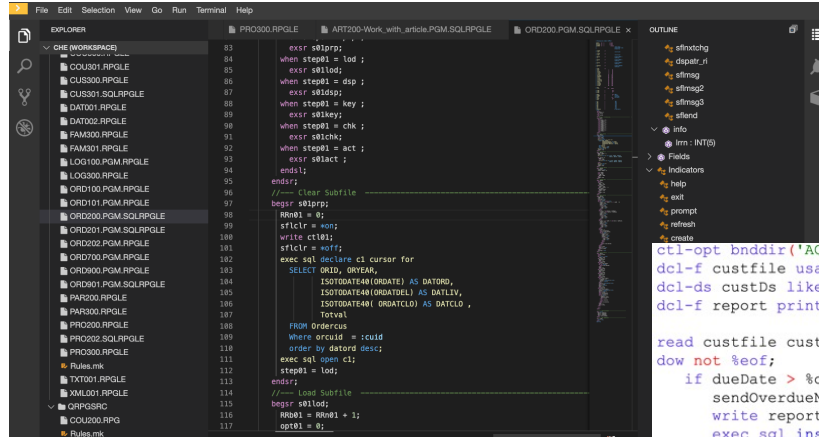 File Edit Selection View Go Run Terminal Help
EXPLORER
CHE (WORKSPACE)
COU301.RPGLE
CUS300.RPGLE
CUS301.SQLRPGLE
DAT001.RPGLE
DAT002.RPGLE
FAM300.RPGLE
FAM301.RPGLE
LOG100.PGM.RPGLE
LOG300.RPGLE
ORD100.PGM.RPGLE
ORD101.PGM.RPGLE
ORD200.PGM.SQLRPGLE
ORD201.PGM.SQLRPGLE
ORD202.PGM.RPGLE
ORD700.PGM.RPGLE
ORD900.PGM.RPGLE
ORD901.PGM.SQLRPGLE
PAR200.RPGLE
PAR300.RPGLE
PRO200.RPGLE
PRO202.SQLRPGLE
PRO300.RPGLE
Rules.mk
TXT001.RPGLE
XML001.RPGLE
QRPGSRC
COU200.RPG
Rules.mk
PRO300.RPGLE ART200-Work_with_article.PGM.SQLRPGLE ORD200.PGM.SQLRPGLE ×
83 exsr s01prp;
84 when step01 = lod ;
85 exsr s01lod;
86 when step01 = dsp ;
87 exsr s01dsp;
88 when step01 = key ;
89 exsr s01key;
90 when step01 = chk ;
91 exsr s01chk;
92 when step01 = act ;
93 exsr s01act ;
94 endsl;
95 endsr;
96 //--- Clear Subfile
97 begsr s01prp;
98 RRn01 = 0;
99 sflclr = *on;
100 write ctl01;
101 sflclr = *off;
102 exec sql declare c1 cursor for
103 SELECT ORID, ORYEAR,
104 ISOTODATE40(ORDATE) AS DATORD,
105 ISOTODATE40(ORDATDEL) AS DATLIV,
106 ISOTODATE40( ORDATCLO) AS DATCLO ,
107 Totval
108 FROM Ordercus
109 Where orcuid = :cuid
110 order by datord desc;
111 exec sql open c1;
112 step01 = lod;
113 endsr;
114 //--- Load Subfile
115 begsr s01lod;
116 RRb01 = RRn01 + 1;
117 opt01 = 0;
OUTLINE
sflnxtchg
dspatr_ri
sflmsg
sflmsg2
sflmsg3
sflend
info
lrrn : INT(5)
Fields
Indicators
help
exit
prompt
refresh
create
ctl-opt bnddir('A
dcl-f custfile usa
dcl-ds custDs like
dcl-f report print
read custfile cust
dow not %eof;
if dueDate > %
sendOverdue
write report
exec sql ins